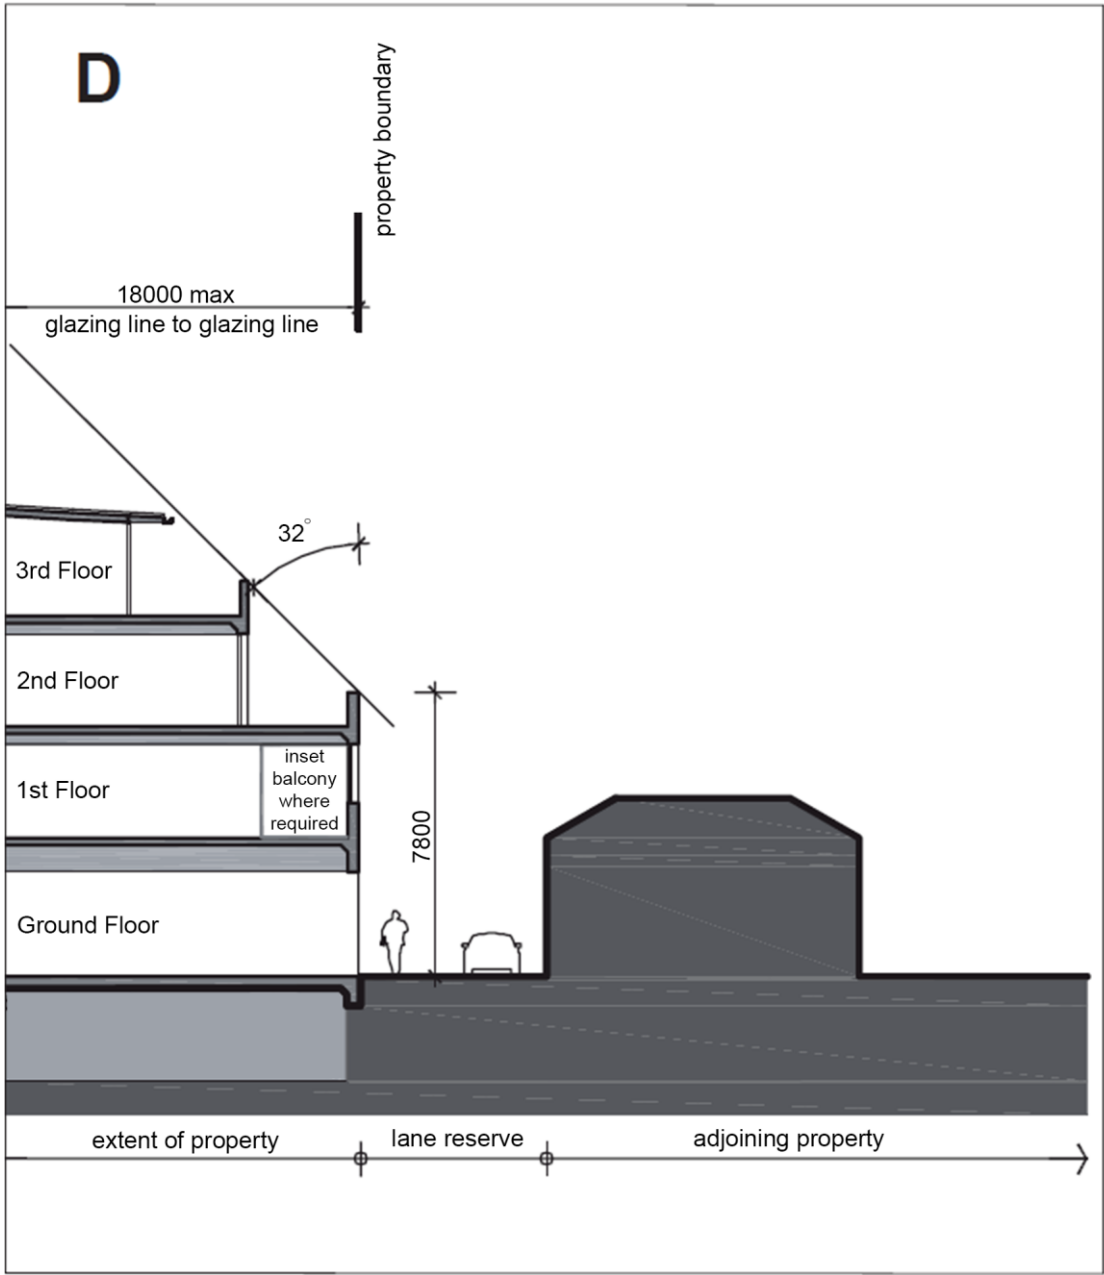 D
property boundary
18000 max
glazing line to glazing line
32°
3rd Floor
2nd Floor
inset
balcony
where
required
1st Floor
7800
Ground Floor
extent of property
lane reserve
adjoining property